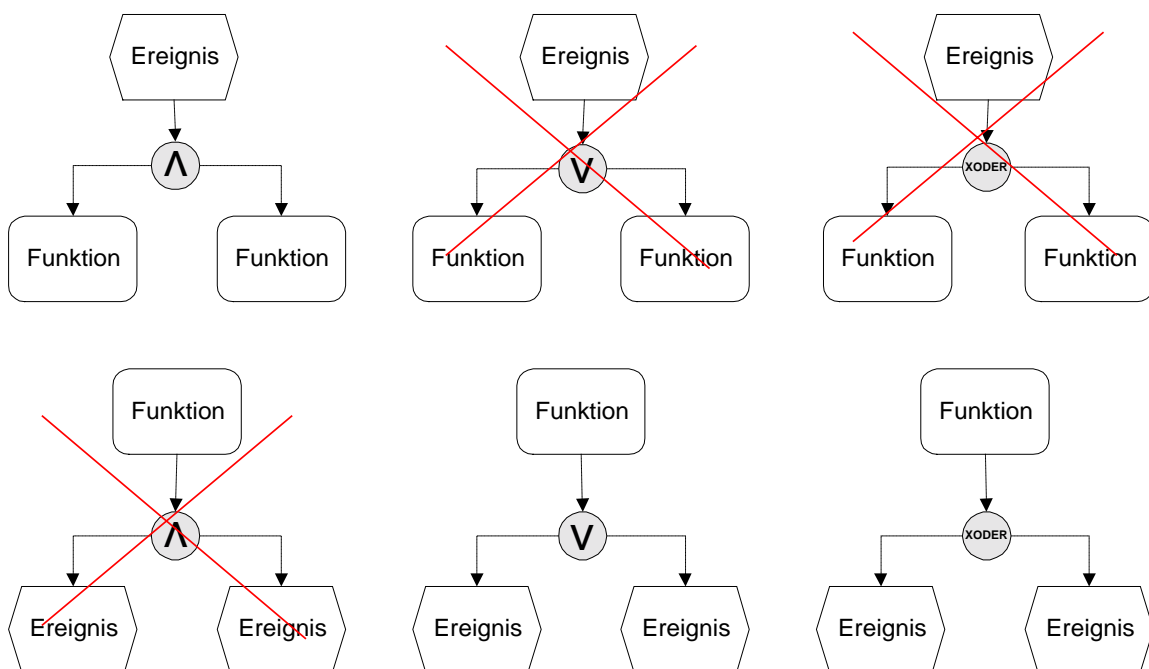 Ereignis
Ereignis
Ereignis
Λ
V
XODER
Funktion
Funktion
Funktion
Funktion
Funktion
Funktion
Funktion
Funktion
Funktion
Λ
V
XODER
Ereignis
Ereignis
Ereignis
Ereignis
Ereignis
Ereignis